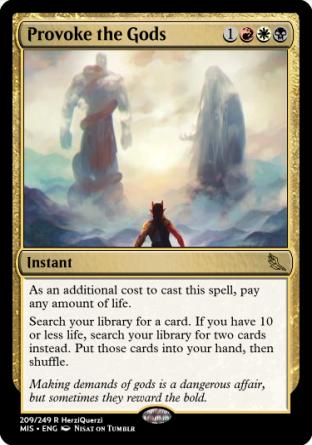 Provoke the Gods 1
Instant
As an additional cost to cast this spell, pay
any amount of life.
Search your library for a card. If you have 10
or less life, search your library for two cards
instead. Put those cards into your hand, then
shuffle.
Making demands of gods is a dangerous affair,
but sometimes they reward the bold.
209/249 R HerziQuerzi
MIS • ENG Nisat on Tumblr